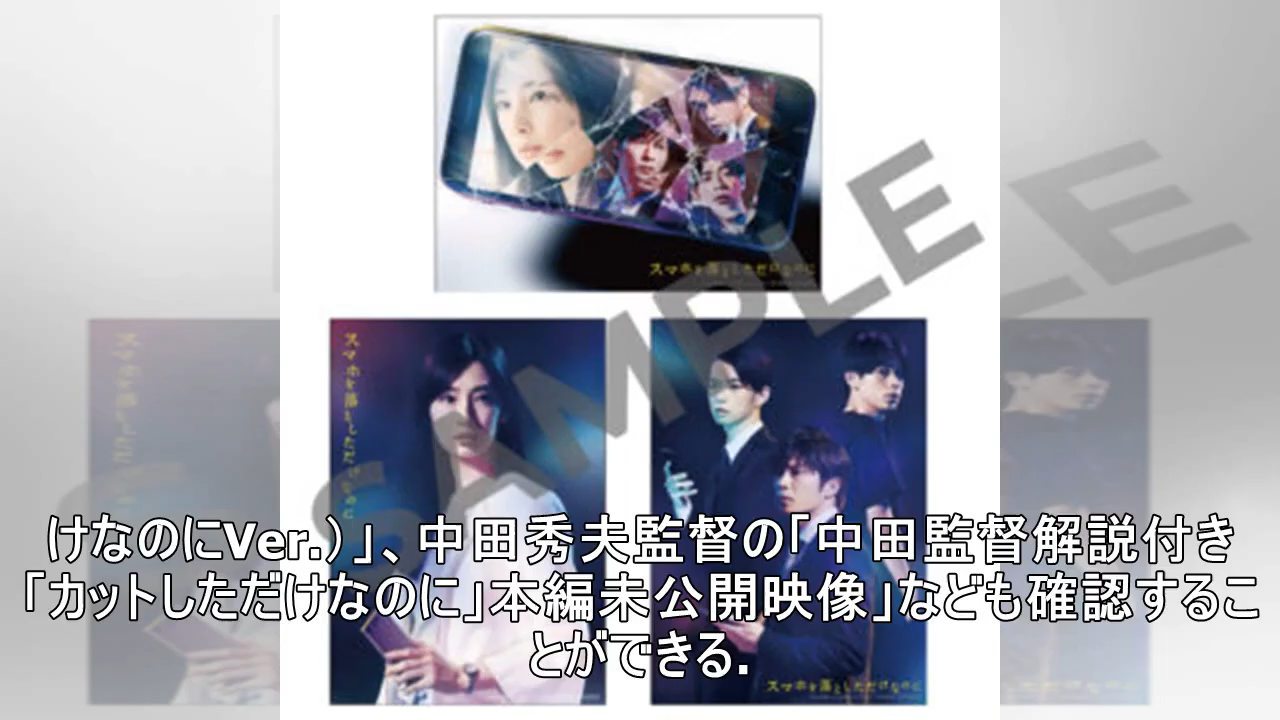 スマホを落としただけなのに
スマホを落としただけなのに
SAMPLE
けなのにVer.）」、中田秀夫監督の「中田監督解説付き
「カットしただけなのに」本編未公開映像」なども確認するこ
とができる.
スマホを落としただけなのに